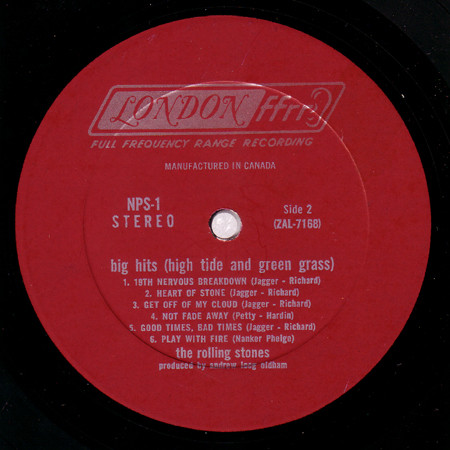 LONDON ffrr
FULL FREQUENCY RANGE RECORDING
MANUFACTURED IN CANADA
NPS-1
STEREO
Side 2
(ZAL-7168)
big hits (high tide and green grass)
1. 19TH NERVOUS BREAKDOWN (Jagger - Richard)
2. HEART OF STONE (Jagger - Richard)
3. GET OFF OF MY CLOUD (Jagger - Richard)
4. NOT FADE AWAY (Petty - Hardin)
5. GOOD TIMES, BAD TIMES (Jagger - Richard)
6. PLAY WITH FIRE (Nanker Phelge)
the rolling stones
produced by andrew loog oldham